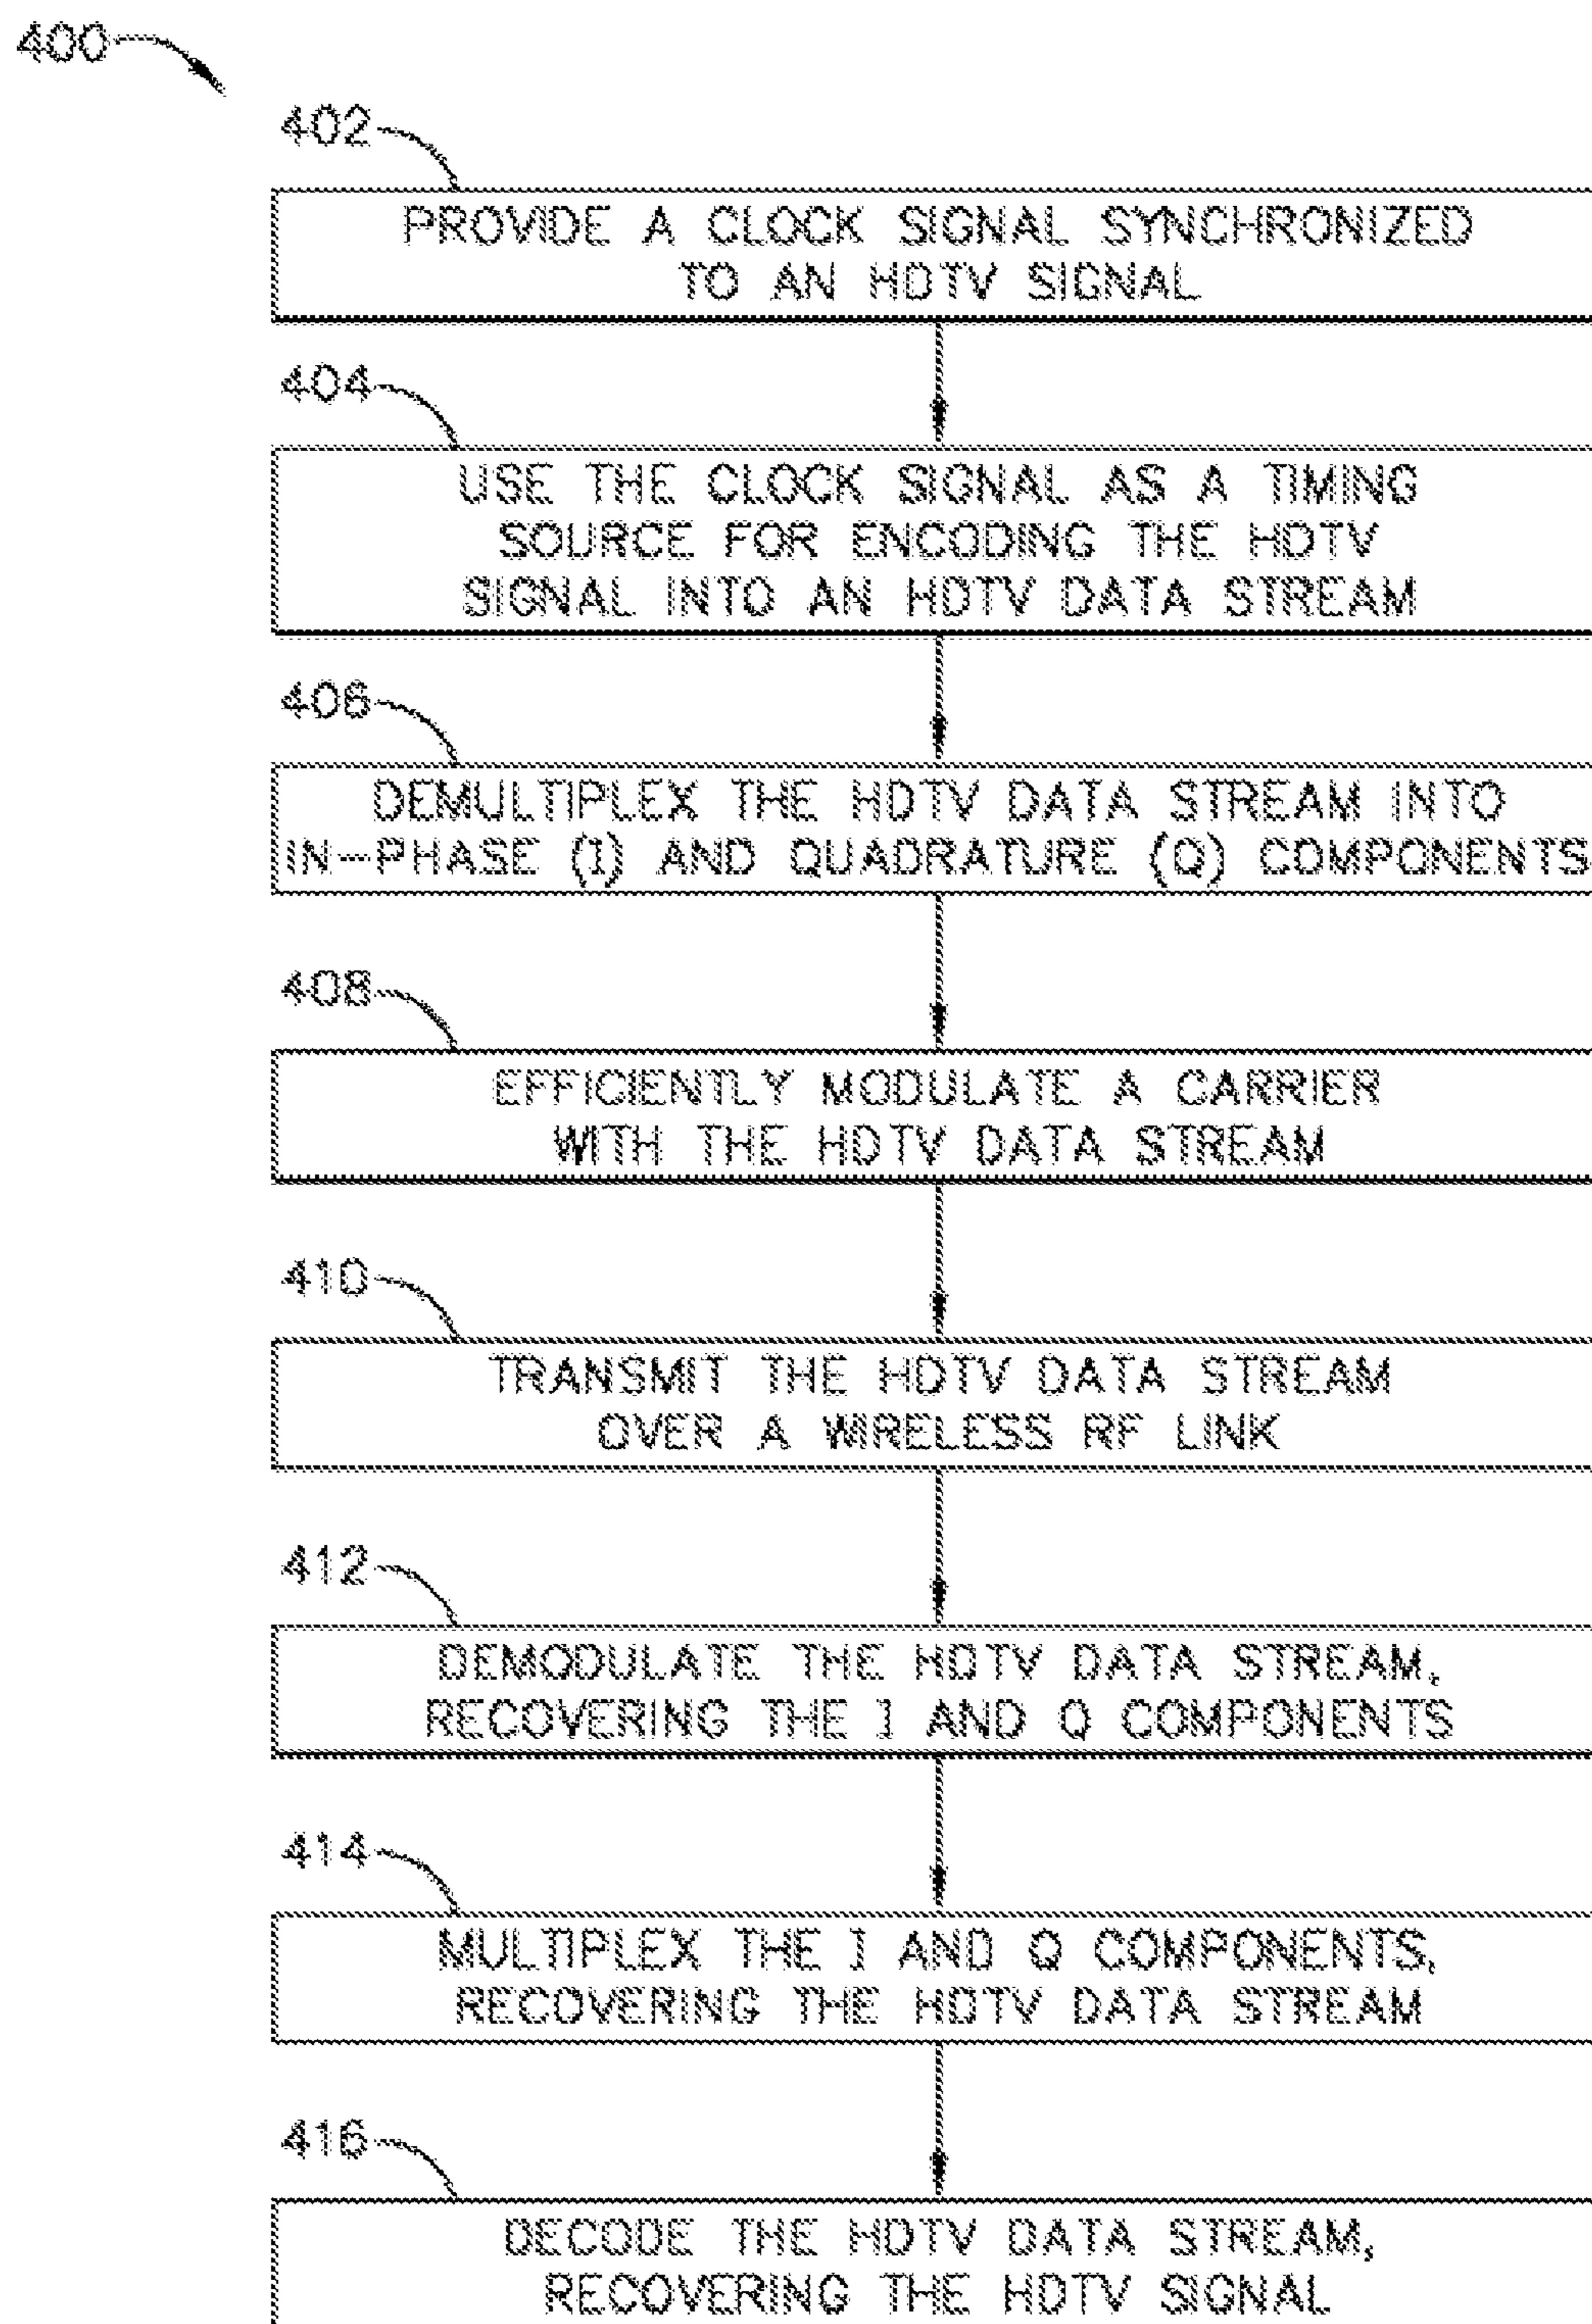 400
402
PROVIDE A CLOCK SIGNAL SYNCHRONIZED
TO AN HDTV SIGNAL
404
USE THE CLOCK SIGNAL AS A TIMING
SOURCE FOR ENCODING THE HDTV
SIGNAL INTO AN HDTV DATA STREAM
406
DEMULTIPLEX THE HDTV DATA STREAM INTO
IN-PHASE (I) AND QUADRATURE (Q) COMPONENTS
408
EFFICIENTLY MODULATE A CARRIER
WITH THE HDTV DATA STREAM
410
TRANSMIT THE HDTV DATA STREAM
OVER A WIRELESS RF LINK
412
DEMODULATE THE HDTV DATA STREAM,
RECOVERING THE I AND Q COMPONENTS
414
MULTIPLEX THE I AND Q COMPONENTS,
RECOVERING THE HDTV DATA STREAM
416
DECODE THE HDTV DATA STREAM,
RECOVERING THE HDTV SIGNAL